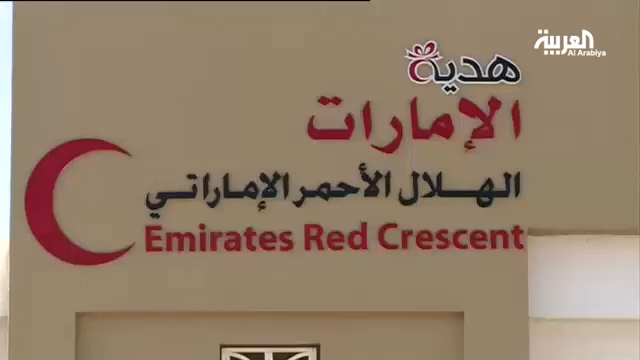 العربية
Al Arabiya
هدية
الإمارات
الهلال الأحمر الإماراتي
Emirates Red Crescent